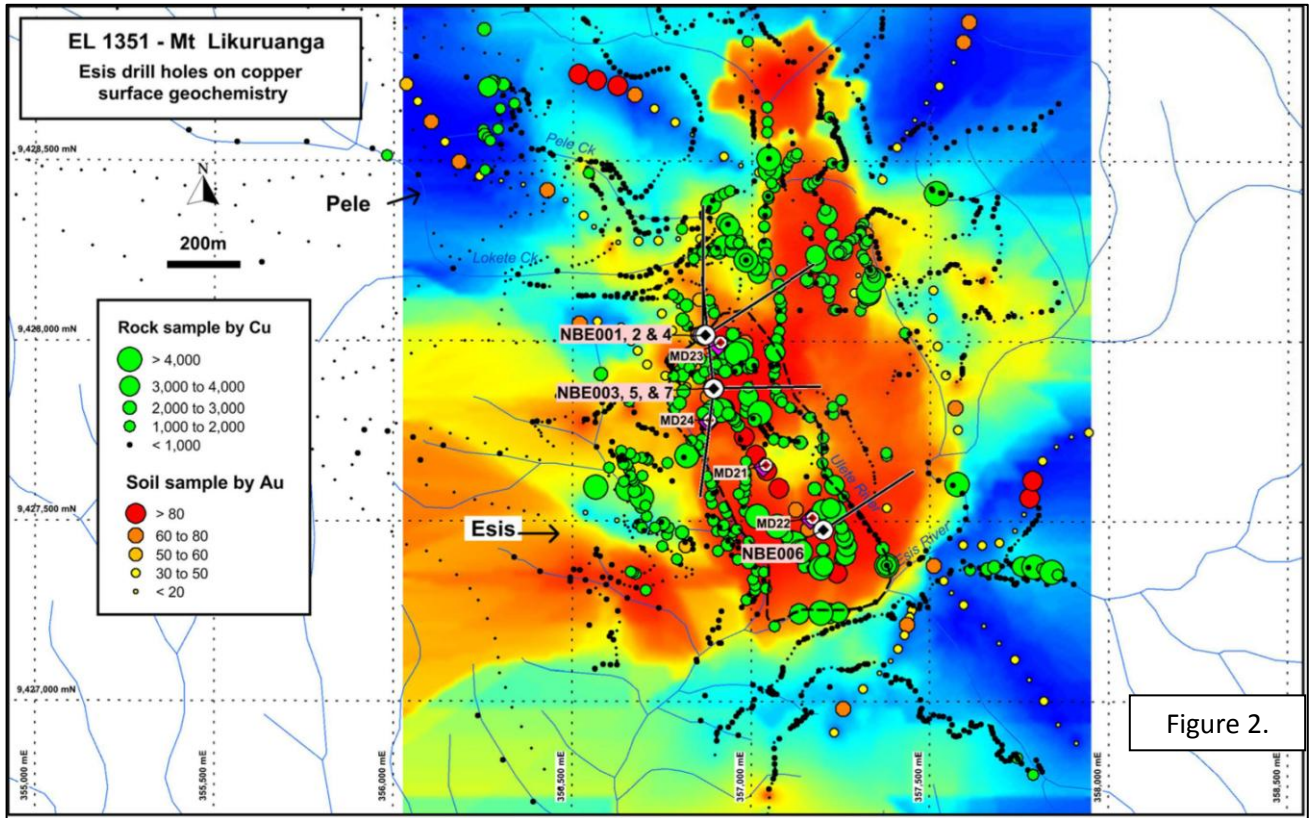 EL 1351 - Mt Likuruanga
Esis drill holes on copper
surface geochemistry
9,428,500 mN
N
Pele Ck
Pele
200m
Lokete Ck
Rock sample by Cu
> 4,000
3,000 to 4,000
2,000 to 3,000
1,000 to 2,000
< 1,000
Soil sample by Au
> 80
60 to 80
50 to 60
30 to 50
< 20
9,428,000 mN
NBE001, 2 & 4
MD23
NBE003, 5, & 7
MD24
MD21
Ulete River
9,427,500 mN
Esis
MD22
NBE006
Esis River
9,427,000 mN
Figure 2.
355,000 mE
355,500 mE
356,000 mE
356,500 mE
357,000 mE
357,500 mE
358,000 mE
358,500 mE